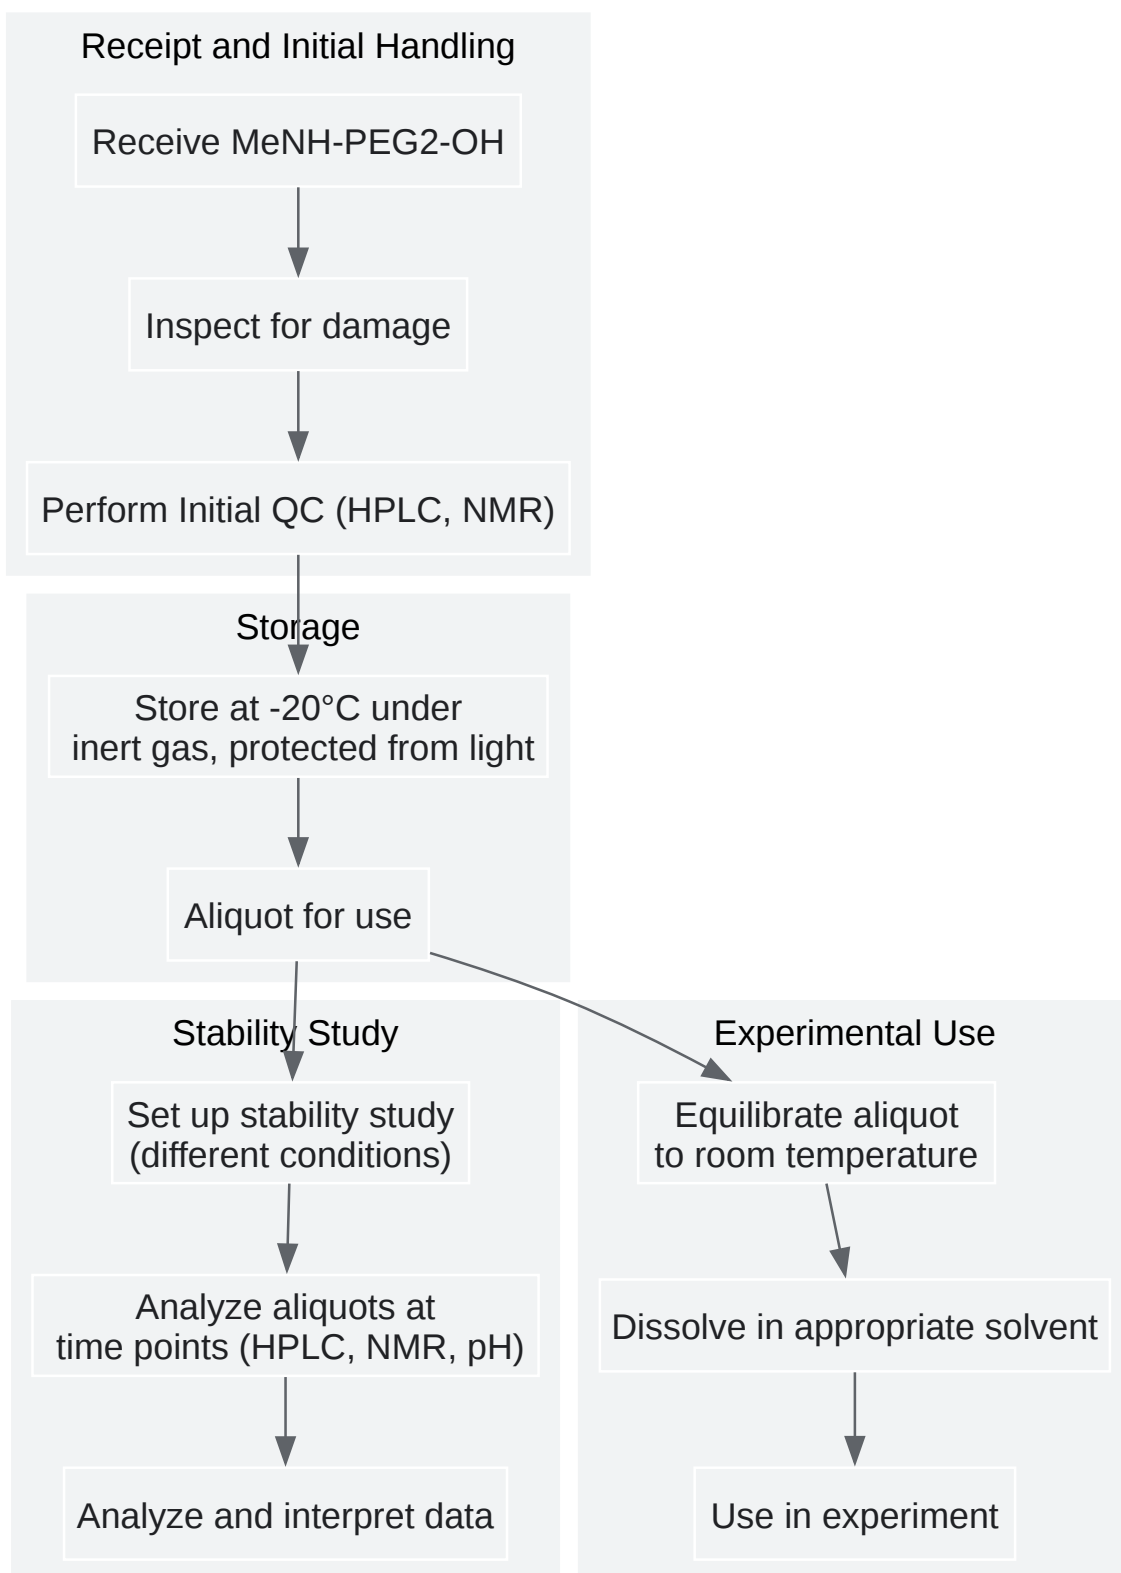 Receipt and Initial Handling
Receive MeNH-PEG2-OH
Inspect for damage
Perform Initial QC (HPLC, NMR)
Storage
Store at -20°C under
inert gas, protected from light
Aliquot for use
Stability Study
Set up stability study
(different conditions)
Analyze aliquots at
time points (HPLC, NMR, pH)
Analyze and interpret data
Experimental Use
Equilibrate aliquot
to room temperature
Dissolve in appropriate solvent
Use in experiment